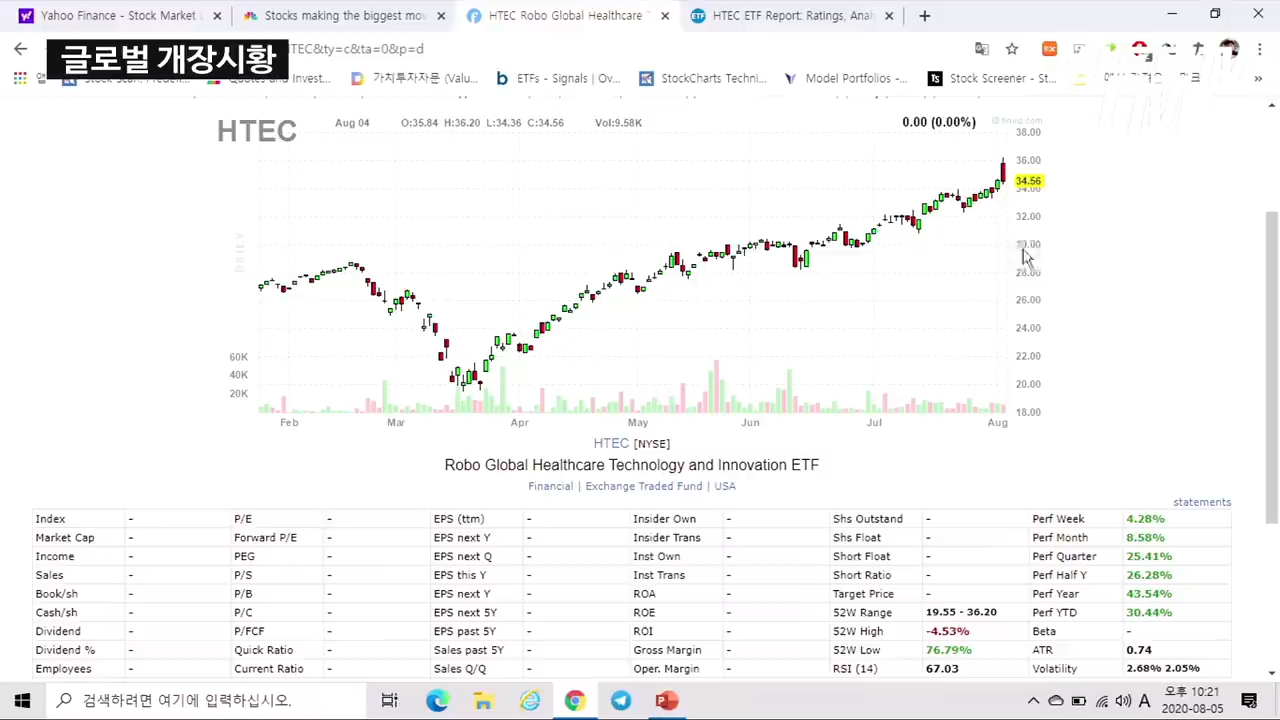 Yahoo Finance - Stock Market L
Stocks making the biggest mov
HTEC Robo Global Healthcare
HTEC ETF Report: Ratings, Anal
글로벌 개장시황
TEC&ty=c&ta=0&p=d
Quotes and Invest...
가치투자자문 (Valu...
ETFs - Signals | Ov...
StockCharts Techni...
Model Portfolios -...
Stock Screener - St...
HTEC
Aug 04 O:35.84 H:36.20 L:34.36 C:34.56 Vol:9.58K
0.00 (0.00%)
© finviz.com
DAILY
38.00
36.00
34.56
34.00
32.00
30.00
28.00
26.00
24.00
22.00
20.00
18.00
60K
40K
20K
Feb Mar Apr May Jun Jul Aug
HTEC [NYSE]
Robo Global Healthcare Technology and Innovation ETF
Financial | Exchange Traded Fund | USA
statements
Index - P/E - EPS (ttm) - Insider Own - Shs Outstand - Perf Week 4.28%
Market Cap - Forward P/E - EPS next Y - Insider Trans - Shs Float - Perf Month 8.58%
Income - PEG - EPS next Q - Inst Own - Short Float - Perf Quarter 25.41%
Sales - P/S - EPS this Y - Inst Trans - Short Ratio - Perf Half Y 26.28%
Book/sh - P/B - EPS next Y - ROA - Target Price - Perf Year 43.54%
Cash/sh - P/C - EPS next 5Y - ROE - 52W Range 19.55 - 36.20 Perf YTD 30.44%
Dividend - P/FCF - EPS past 5Y - ROI - 52W High -4.53% Beta -
Dividend % - Quick Ratio - Sales past 5Y - Gross Margin - 52W Low 76.79% ATR 0.74
Employees - Current Ratio - Sales Q/Q - Oper. Margin - RSI (14) 67.03 Volatility 2.68% 2.05%
검색하려면 여기에 입력하십시오.
A
오후 10:21
2020-08-05